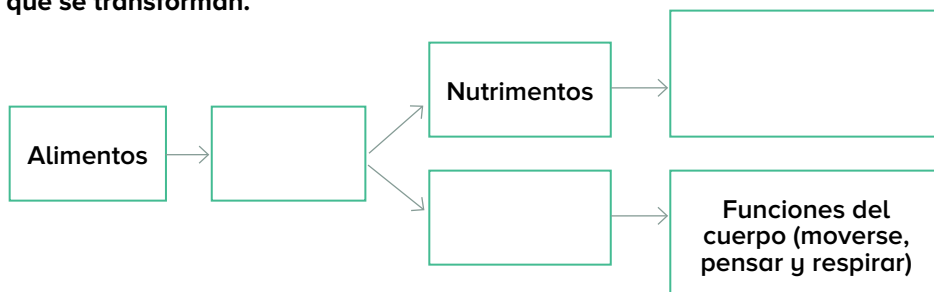 que se transforman.
Nutrimentos
Alimentos
Funciones del
cuerpo (moverse,
pensar y respirar)